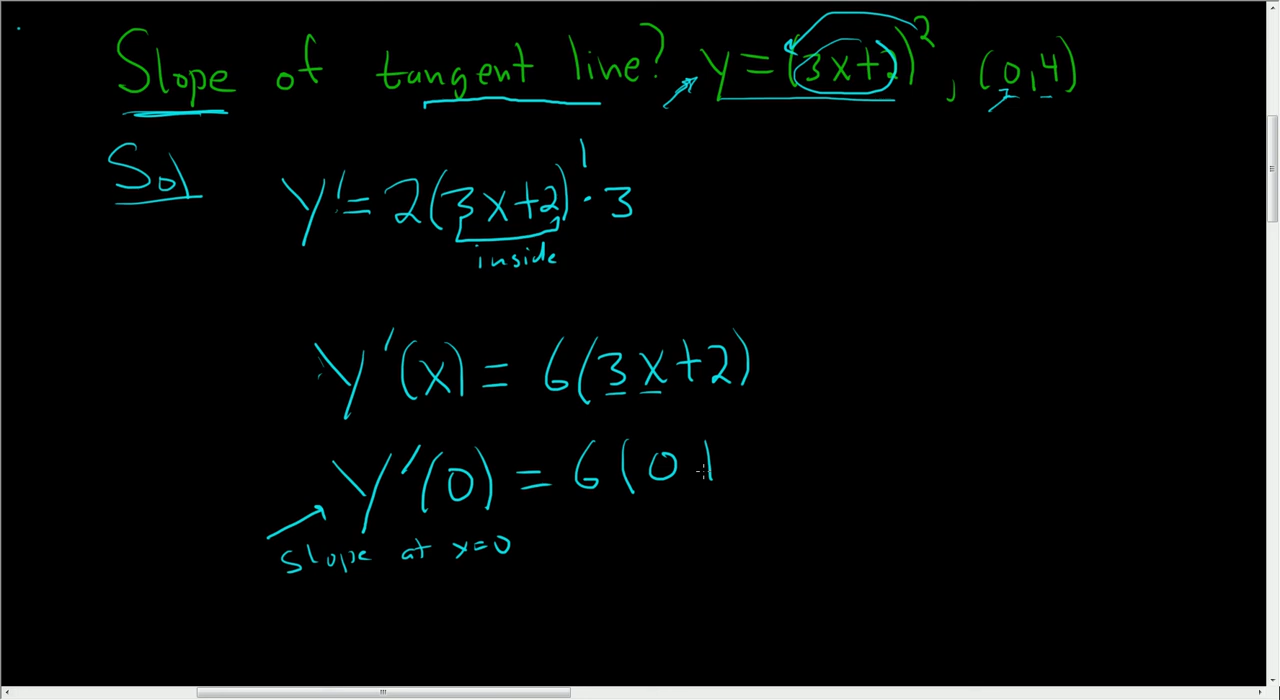 Slope of tangent line? y = (3x+2)², (0,4)
Sol y' = 2(3x+2)¹ · 3
inside
y'(x) = 6(3x+2)
y'(0) = 6(0
slope at x=0